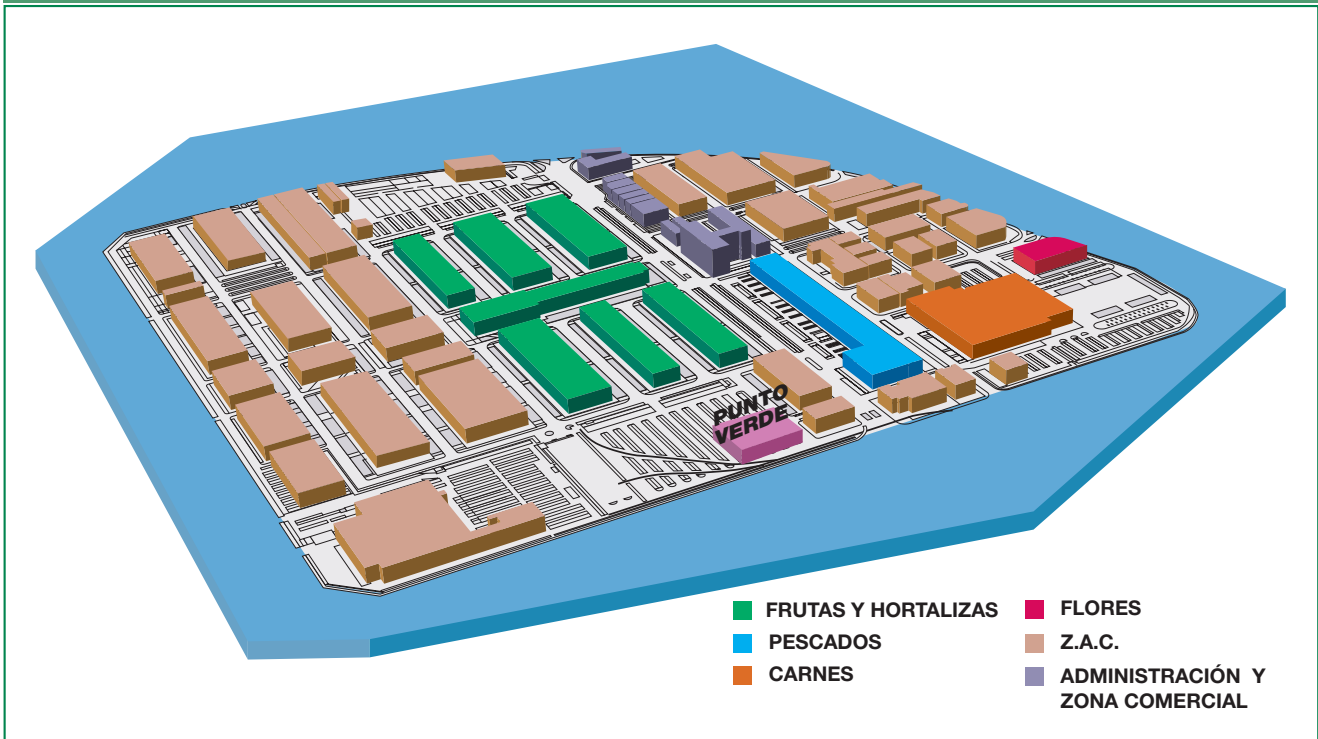 PUNTO
VERDE
FRUTAS Y HORTALIZAS
PESCADOS
CARNES
FLORES
Z.A.C.
ADMINISTRACIÓN Y
ZONA COMERCIAL